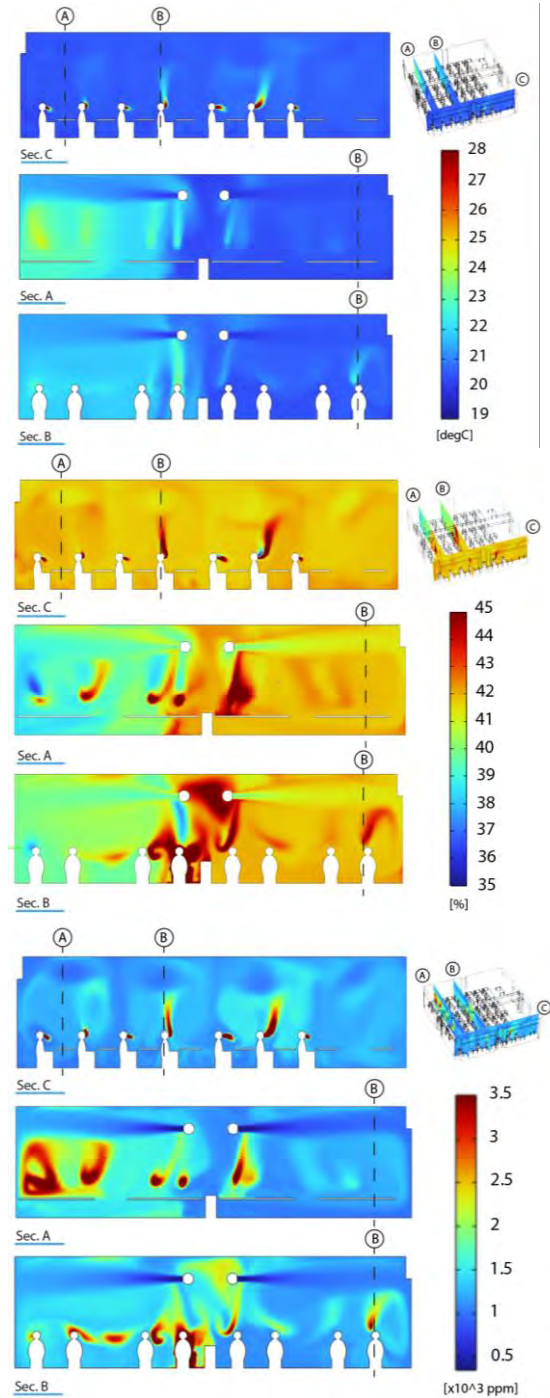 A B
A B C
Sec. C
B
Sec. A
B
Sec. B
28
27
26
25
24
23
22
21
20
19
[degC]
A B
A B C
Sec. C
B
Sec. A
B
Sec. B
45
44
43
42
41
40
39
38
37
36
35
[%]
A B
A B C
Sec. C
B
Sec. A
B
Sec. B
3.5
3
2.5
2
1.5
1
0.5
[x10^3 ppm]